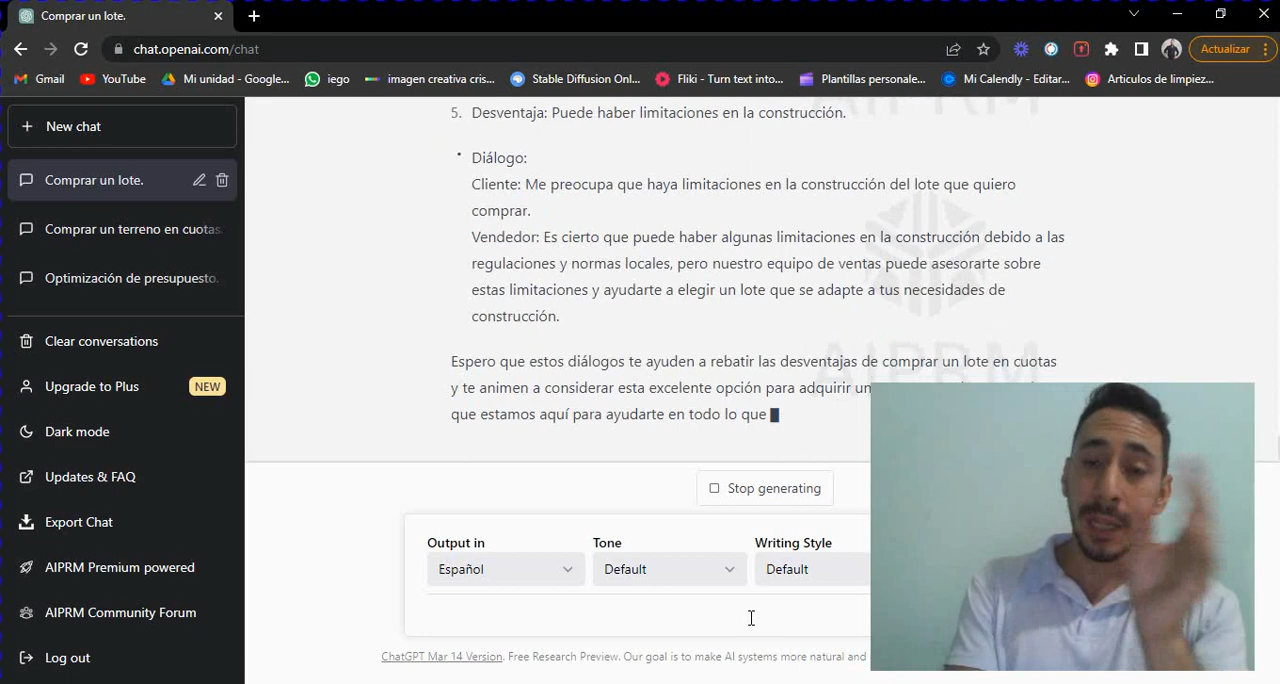 Comprar un lote.
chat.openai.com/chat
Actualizar
Gmail
YouTube
Mi unidad - Google...
iego
imagen creativa cris...
Stable Diffusion Onl...
Fliki - Turn text into...
Plantillas personale...
Mi Calendly - Editar...
Articulos de limpiez...
New chat
Comprar un lote.
Comprar un terreno en cuotas
Optimización de presupuesto.
Clear conversations
Upgrade to Plus NEW
Dark mode
Updates & FAQ
Export Chat
AIPRM Premium powered
AIPRM Community Forum
Log out
AIPRM
5. Desventaja: Puede haber limitaciones en la construcción.
• Diálogo:
Cliente: Me preocupa que haya limitaciones en la construcción del lote que quiero
comprar.
Vendedor: Es cierto que puede haber algunas limitaciones en la construcción debido a las
regulaciones y normas locales, pero nuestro equipo de ventas puede asesorarte sobre
estas limitaciones y ayudarte a elegir un lote que se adapte a tus necesidades de
construcción.
AIPRM
Espero que estos diálogos te ayuden a rebatir las desventajas de comprar un lote en cuotas
y te animen a considerar esta excelente opción para adquirir un
que estamos aquí para ayudarte en todo lo que
Stop generating
Output in
Español
Tone
Default
Writing Style
Default
ChatGPT Mar 14 Version. Free Research Preview. Our goal is to make AI systems more natural and